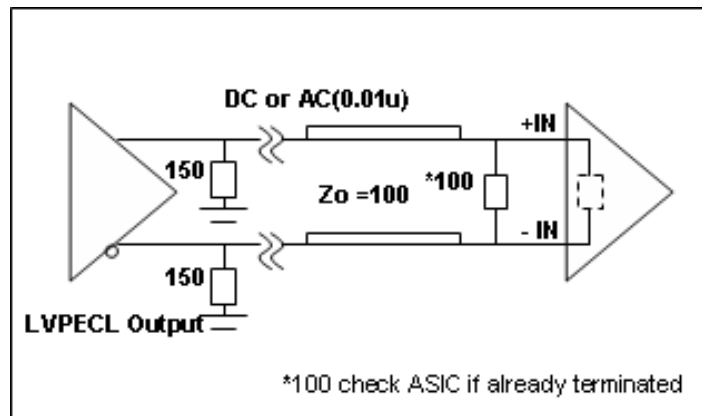 DC or AC(0.01u)
+IN
150
Zo =100
*100
- IN
150
LVPECL Output
*100 check ASIC if already terminated